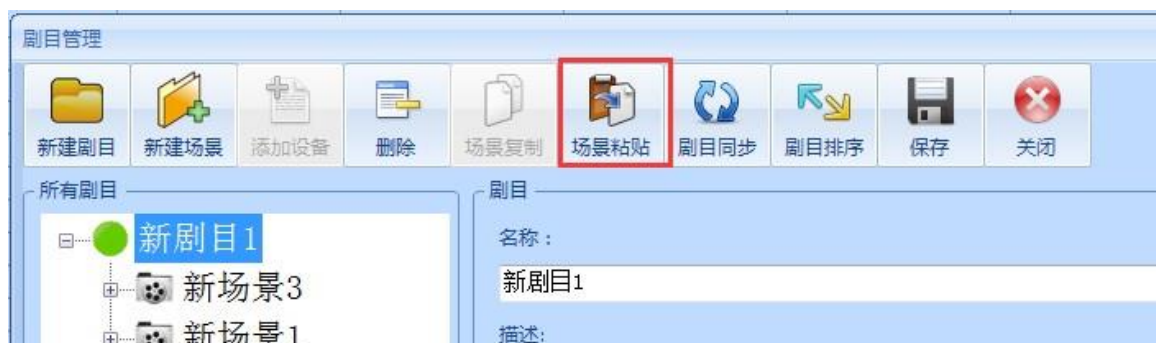 剧目管理
新建剧目 新建场景 添加设备 删除 场景复制 场景粘贴 剧目同步 剧目排序 保存 关闭
所有剧目
新剧目1
新场景3
新场景1
剧目
名称：
新剧目1
描述: